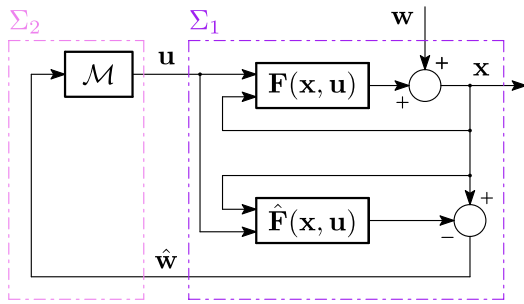 Σ₂ Σ₁ w
u + x
ℳ F(x, u) +
+
F̂(x, u) −
ŵ